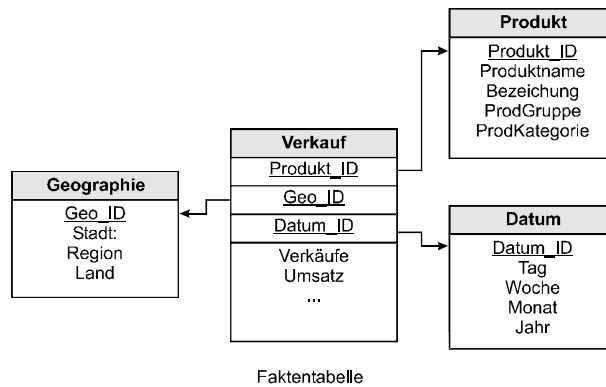 Produkt
Produkt_ID
Produktname
Bezeichung
ProdGruppe
ProdKategorie
Verkauf
Produkt_ID
Geo_ID
Datum_ID
Verkäufe
Umsatz
...
Geographie
Geo_ID
Stadt:
Region
Land
Datum
Datum_ID
Tag
Woche
Monat
Jahr
Faktentabelle